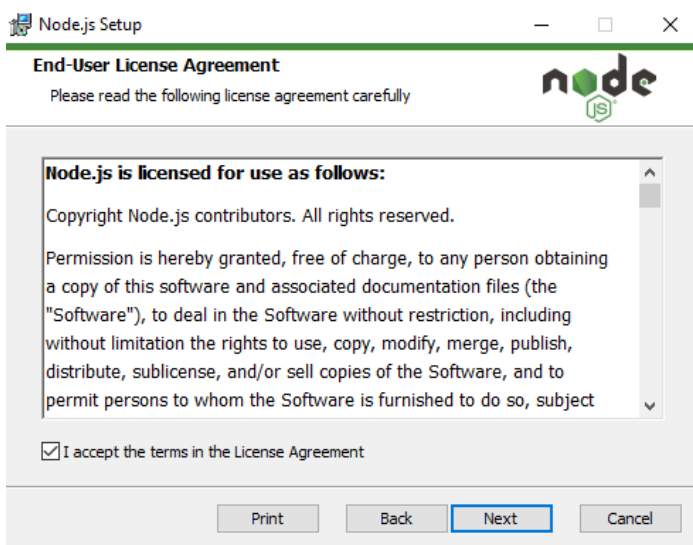 Node.js Setup
End-User License Agreement
Please read the following license agreement carefully
node
JS
Node.js is licensed for use as follows:
Copyright Node.js contributors. All rights reserved.
Permission is hereby granted, free of charge, to any person obtaining
a copy of this software and associated documentation files (the
"Software"), to deal in the Software without restriction, including
without limitation the rights to use, copy, modify, merge, publish,
distribute, sublicense, and/or sell copies of the Software, and to
permit persons to whom the Software is furnished to do so, subject
I accept the terms in the License Agreement
Print Back Next Cancel